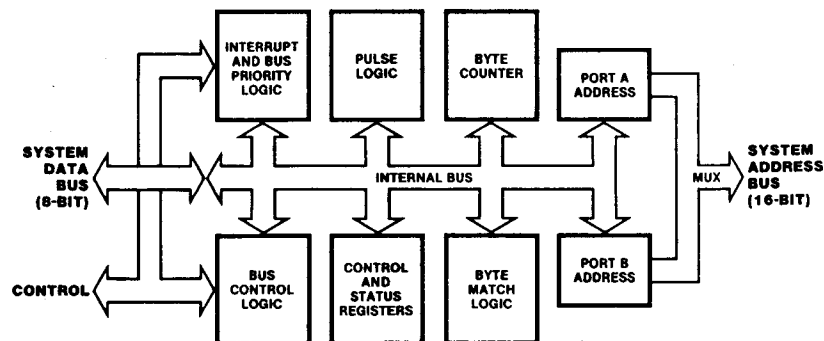 INTERRUPT
AND BUS
PRIORITY
LOGIC
PULSE
LOGIC
BYTE
COUNTER
PORT A
ADDRESS
SYSTEM
DATA
BUS
(8-BIT)
INTERNAL BUS
MUX
SYSTEM
ADDRESS
BUS
(16-BIT)
CONTROL
BUS
CONTROL
LOGIC
CONTROL
AND
STATUS
REGISTERS
BYTE
MATCH
LOGIC
PORT B
ADDRESS